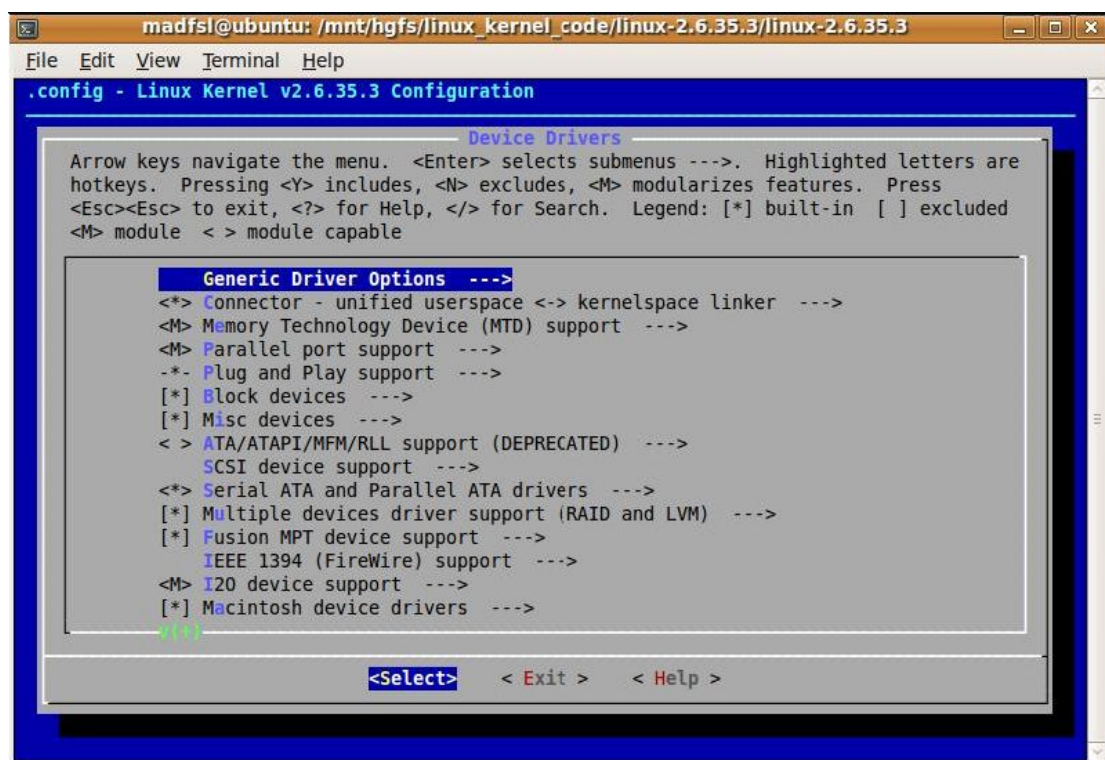 madfsl@ubuntu: /mnt/hgfs/linux_kernel_code/linux-2.6.35.3/linux-2.6.35.3
File Edit View Terminal Help
.config - Linux Kernel v2.6.35.3 Configuration
Device Drivers
Arrow keys navigate the menu. <Enter> selects submenus --->. Highlighted letters are
hotkeys. Pressing <Y> includes, <N> excludes, <M> modularizes features. Press
<Esc><Esc> to exit, <?> for Help, </> for Search. Legend: [*] built-in [ ] excluded
<M> module < > module capable
Generic Driver Options --->
<*> Connector - unified userspace <-> kernelspace linker --->
<M> Memory Technology Device (MTD) support --->
<M> Parallel port support --->
-*- Plug and Play support --->
[*] Block devices --->
[*] Misc devices --->
< > ATA/ATAPI/MFM/RLL support (DEPRECATED) --->
SCSI device support --->
<*> Serial ATA and Parallel ATA drivers --->
[*] Multiple devices driver support (RAID and LVM) --->
[*] Fusion MPT device support --->
IEEE 1394 (FireWire) support --->
<M> I2O device support --->
[*] Macintosh device drivers --->
v(+)
<Select> < Exit > < Help >